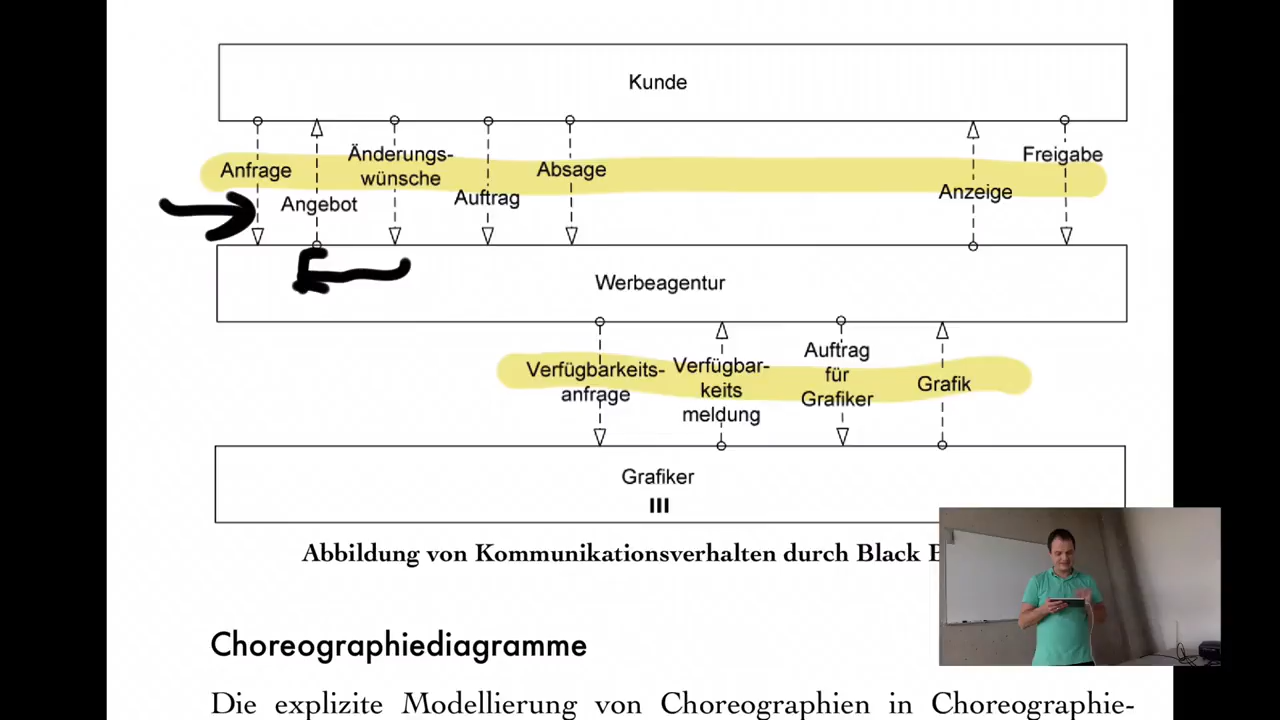 Kunde
Anfrage
Angebot
Änderungs-
wünsche
Auftrag
Absage
Anzeige
Freigabe
Werbeagentur
Verfügbarkeits-
anfrage
Verfügbar-
keits
meldung
Auftrag
für
Grafiker
Grafik
Grafiker
III
Abbildung von Kommunikationsverhalten durch Black
Choreographiediagramme
Die explizite Modellierung von Choreographien in Choreographie-